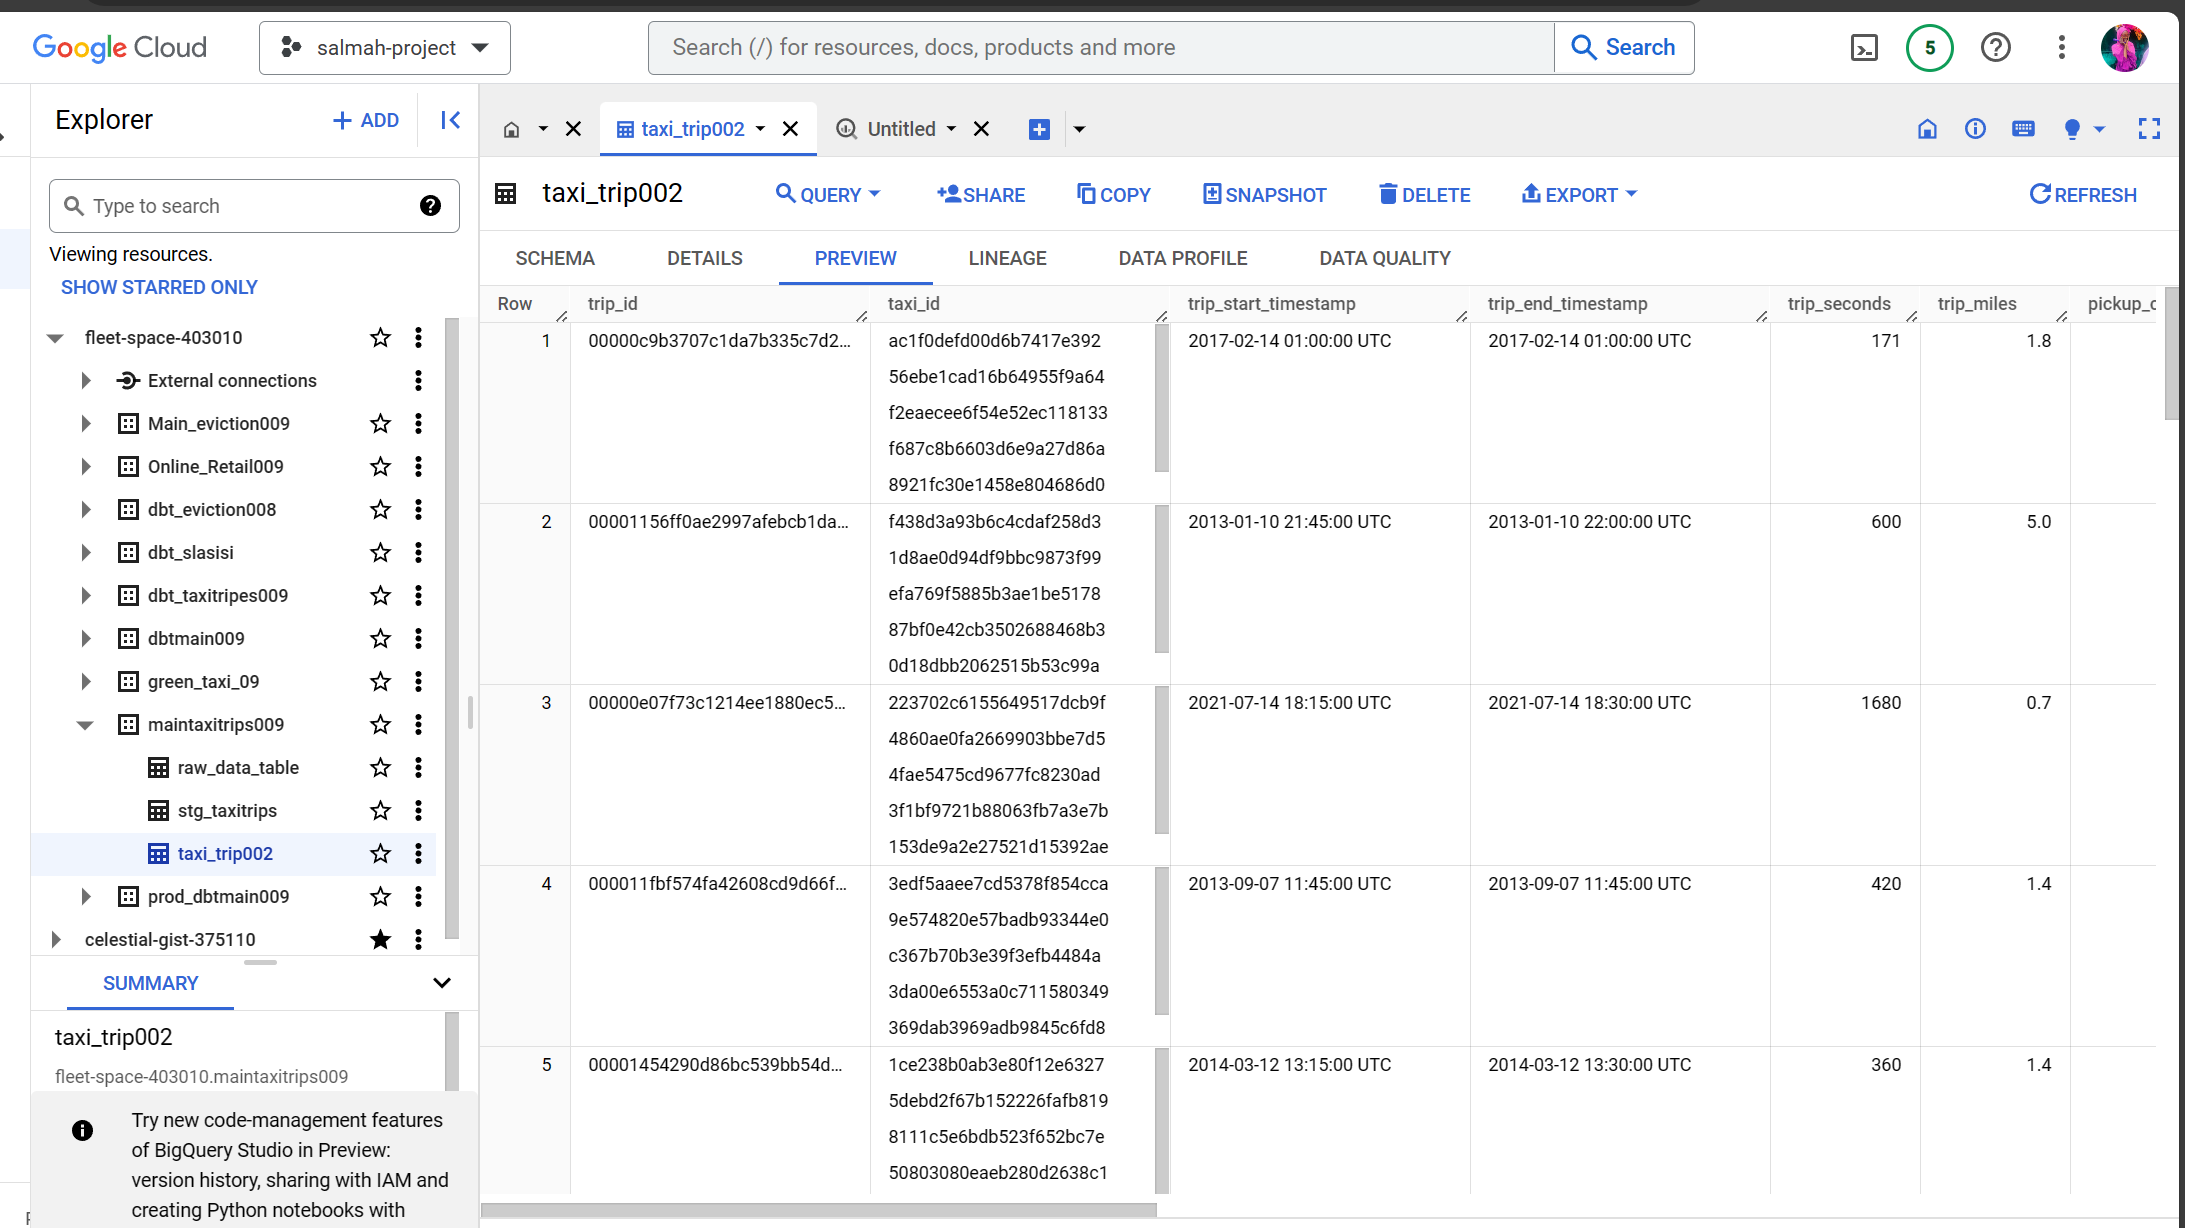 Google Cloud
salmah-project
Search (/) for resources, docs, products and more
Search
5
Explorer
ADD
taxi_trip002
Untitled
Type to search
Viewing resources.
SHOW STARRED ONLY
fleet-space-403010
External connections
Main_eviction009
Online_Retail009
dbt_eviction008
dbt_slasisi
dbt_taxitripes009
dbtmain009
green_taxi_09
maintaxitrips009
raw_data_table
stg_taxitrips
taxi_trip002
prod_dbtmain009
celestial-gist-375110
SUMMARY
taxi_trip002
fleet-space-403010.maintaxitrips009
Try new code-management features
of BigQuery Studio in Preview:
version history, sharing with IAM and
creating Python notebooks with
taxi_trip002
QUERY
SHARE
COPY
SNAPSHOT
DELETE
EXPORT
REFRESH
SCHEMA
DETAILS
PREVIEW
LINEAGE
DATA PROFILE
DATA QUALITY
Row trip_id taxi_id trip_start_timestamp trip_end_timestamp trip_seconds trip_miles pickup_c
1 00000c9b3707c1da7b335c7d2... ac1f0defd00d6b7417e392 2017-02-14 01:00:00 UTC 2017-02-14 01:00:00 UTC 171 1.8
56ebe1cad16b64955f9a64
f2eaecee6f54e52ec118133
f687c8b6603d6e9a27d86a
8921fc30e1458e804686d0
2 00001156ff0ae2997afebcb1da... f438d3a93b6c4cdaf258d3 2013-01-10 21:45:00 UTC 2013-01-10 22:00:00 UTC 600 5.0
1d8ae0d94df9bbc9873f99
efa769f5885b3ae1be5178
87bf0e42cb3502688468b3
0d18dbb2062515b53c99a
3 00000e07f73c1214ee1880ec5... 223702c6155649517dcb9f 2021-07-14 18:15:00 UTC 2021-07-14 18:30:00 UTC 1680 0.7
4860ae0fa2669903bbe7d5
4fae5475cd9677fc8230ad
3f1bf9721b88063fb7a3e7b
153de9a2e27521d15392ae
4 000011fbf574fa42608cd9d66f... 3edf5aaee7cd5378f854cca 2013-09-07 11:45:00 UTC 2013-09-07 11:45:00 UTC 420 1.4
9e574820e57badb93344e0
c367b70b3e39f3efb4484a
3da00e6553a0c711580349
369dab3969adb9845c6fd8
5 00001454290d86bc539bb54d... 1ce238b0ab3e80f12e6327 2014-03-12 13:15:00 UTC 2014-03-12 13:30:00 UTC 360 1.4
5debd2f67b152226fafb819
8111c5e6bdb523f652bc7e
50803080eaeb280d2638c1